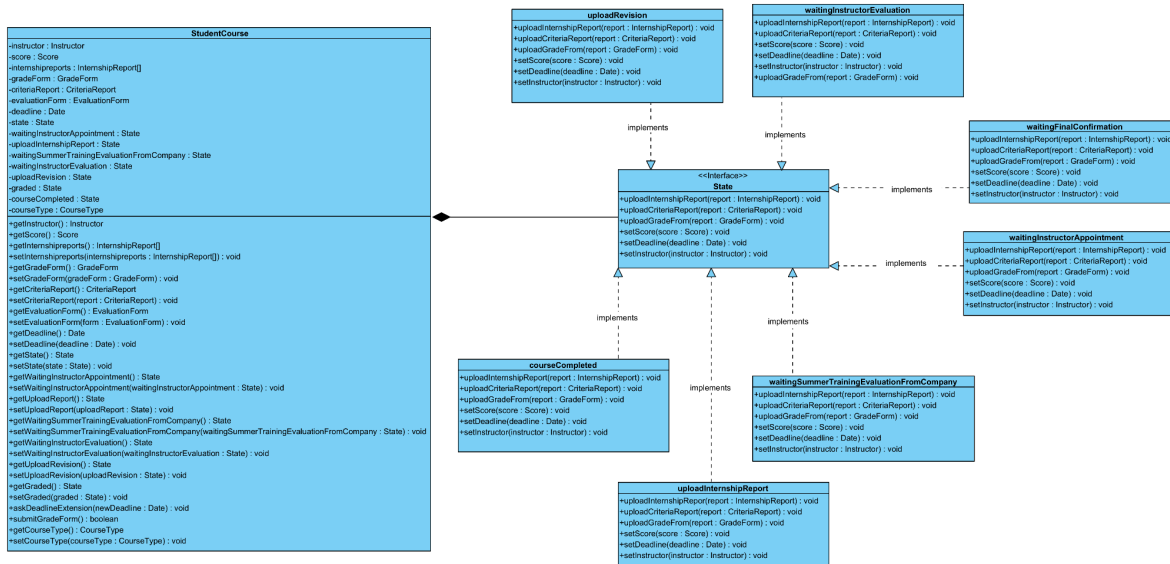 StudentCourse
-instructor : Instructor
-score : Score
-internshipreports : InternshipReport[]
-gradeForm : GradeForm
-criteriaReport : CriteriaReport
-evaluationForm : EvaluationForm
-deadline : Date
-state : State
-waitingInstructorAppointment : State
-uploadInternshipReport : State
-waitingSummerTrainingEvaluationFromCompany : State
-waitingInstructorEvaluation : State
-uploadRevision : State
-graded : State
-courseCompleted : State
-courseType : CourseType
+getInstructor() : Instructor
+getScore() : Score
+getInternshipreports() : InternshipReport[]
+setInternshipreports(internshipreports : InternshipReport[]) : void
+getGradeForm() : GradeForm
+setGradeForm(gradeForm : GradeForm) : void
+getCriteriaReport() : CriteriaReport
+setCriteriaReport(report : CriteriaReport) : void
+getEvaluationForm() : EvaluationForm
+setEvaluationForm(form : EvaluationForm) : void
+getDeadline() : Date
+setDeadline(deadline : Date) : void
+getState() : State
+setState(state : State) : void
+getWaitingInstructorAppointment() : State
+setWaitingInstructorAppointment(waitingInstructorAppointment : State) : void
+getUploadReport() : State
+setUploadReport(uploadReport : State) : void
+getWaitingSummerTrainingEvaluationFromCompany() : State
+setWaitingSummerTrainingEvaluationFromCompany(waitingSummerTrainingEvaluationFromCompany : State) : void
+getWaitingInstructorEvaluation() : State
+setWaitingInstructorEvaluation(waitingInstructorEvaluation : State) : void
+getUploadRevision() : State
+setUploadRevision(uploadRevision : State) : void
+getGraded() : State
+setGraded(graded : State) : void
+askDeadlineExtension(newDeadline : Date) : void
+submitGradeForm() : boolean
+getCourseType() : CourseType
+setCourseType(courseType : CourseType) : void
uploadRevision
+uploadInternshipReport(report : InternshipReport) : void
+uploadCriteriaReport(report : CriteriaReport) : void
+uploadGradeFrom(report : GradeForm) : void
+setScore(score : Score) : void
+setDeadline(deadline : Date) : void
+setInstructor(instructor : Instructor) : void
waitingInstructorEvaluation
+uploadInternshipReport(report : InternshipReport) : void
+uploadCriteriaReport(report : CriteriaReport) : void
+setScore(score : Score) : void
+setDeadline(deadline : Date) : void
+setInstructor(instructor : Instructor) : void
+uploadGradeFrom(report : GradeForm) : void
implements
implements
waitingFinalConfirmation
+uploadInternshipReport(report : InternshipReport) : void
+uploadCriteriaReport(report : CriteriaReport) : void
+uploadGradeFrom(report : GradeForm) : void
+setScore(score : Score) : void
+setDeadline(deadline : Date) : void
+setInstructor(instructor : Instructor) : void
implements
<<Interface>>
State
+uploadInternshipReport(report : InternshipReport) : void
+uploadCriteriaReport(report : CriteriaReport) : void
+uploadGradeFrom(report : GradeForm) : void
+setScore(score : Score) : void
+setDeadline(deadline : Date) : void
+setInstructor(instructor : Instructor) : void
waitingInstructorAppointment
+uploadInternshipReport(report : InternshipReport) : void
+uploadCriteriaReport(report : CriteriaReport) : void
+uploadGradeFrom(report : GradeForm) : void
+setScore(score : Score) : void
+setDeadline(deadline : Date) : void
+setInstructor(instructor : Instructor) : void
implements
implements
implements
implements
courseCompleted
+uploadInternshipReport(report : InternshipReport) : void
+uploadCriteriaReport(report : CriteriaReport) : void
+uploadGradeFrom(report : GradeForm) : void
+setScore(score : Score) : void
+setDeadline(deadline : Date) : void
+setInstructor(instructor : Instructor) : void
waitingSummerTrainingEvaluationFromCompany
+uploadInternshipReport(report : InternshipReport) : void
+uploadCriteriaReport(report : CriteriaReport) : void
+uploadGradeFrom(report : GradeForm) : void
+setScore(score : Score) : void
+setDeadline(deadline : Date) : void
+setInstructor(instructor : Instructor) : void
uploadInternshipReport
+uploadInternshipRepor(report : InternshipReport) : void
+uploadCriteriaReport(report : CriteriaReport) : void
+uploadGradeFrom(report : GradeForm) : void
+setScore(score : Score) : void
+setDeadline(deadline : Date) : void
+setInstructor(instructor : Instructor) : void